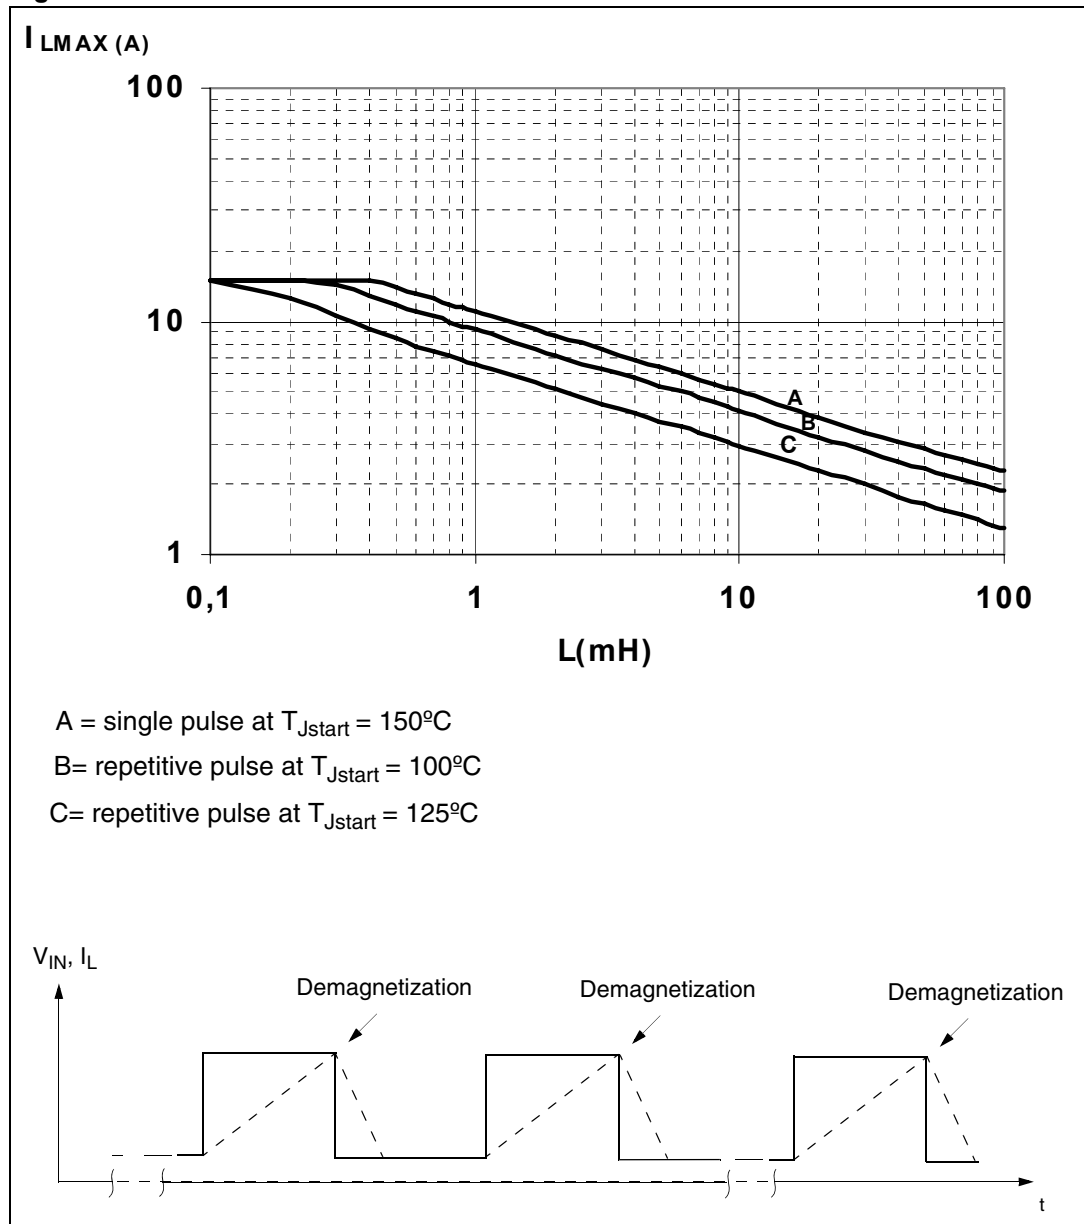 I LMAX (A)
100
10
1
A
B
C
0,1 1 10 100
L(mH)
A = single pulse at TJstart = 150ºC
B= repetitive pulse at TJstart = 100ºC
C= repetitive pulse at TJstart = 125ºC
VIN, IL
Demagnetization Demagnetization Demagnetization
t